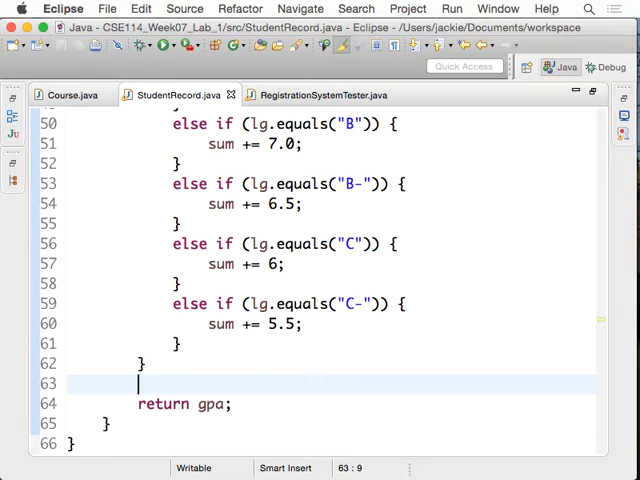 Eclipse File Edit Navigate Search Project Run Window Help
Java - CSE114_Week07_Lab_1/src/StudentRecord.java - Eclipse - /Users/jackie/Documents/workspace
Quick Access Java Debug
Course.java StudentRecord.java RegistrationSystemTester.java
50 else if (lg.equals("B")) {
51 sum += 7.0;
52 }
53 else if (lg.equals("B-")) {
54 sum += 6.5;
55 }
56 else if (lg.equals("C")) {
57 sum += 6;
58 }
59 else if (lg.equals("C-")) {
60 sum += 5.5;
61 }
62 }
63
64 return gpa;
65 }
66 }
Writable Smart Insert 63 : 9